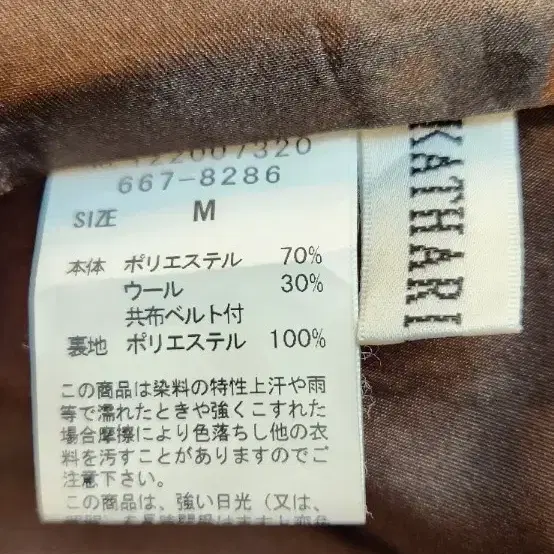 122007320
667-8286
SIZE M
本体 ポリエステル 70%
ウール 30%
共布ベルト付
裏地 ポリエステル 100%
この商品は染料の特性上汗や雨
等で濡れたときや強くこすれた
場合摩擦により色落ちし他の衣
料を汚すことがありますのでご
注意下さい。
この商品は、強い日光(又は、
KATHARI